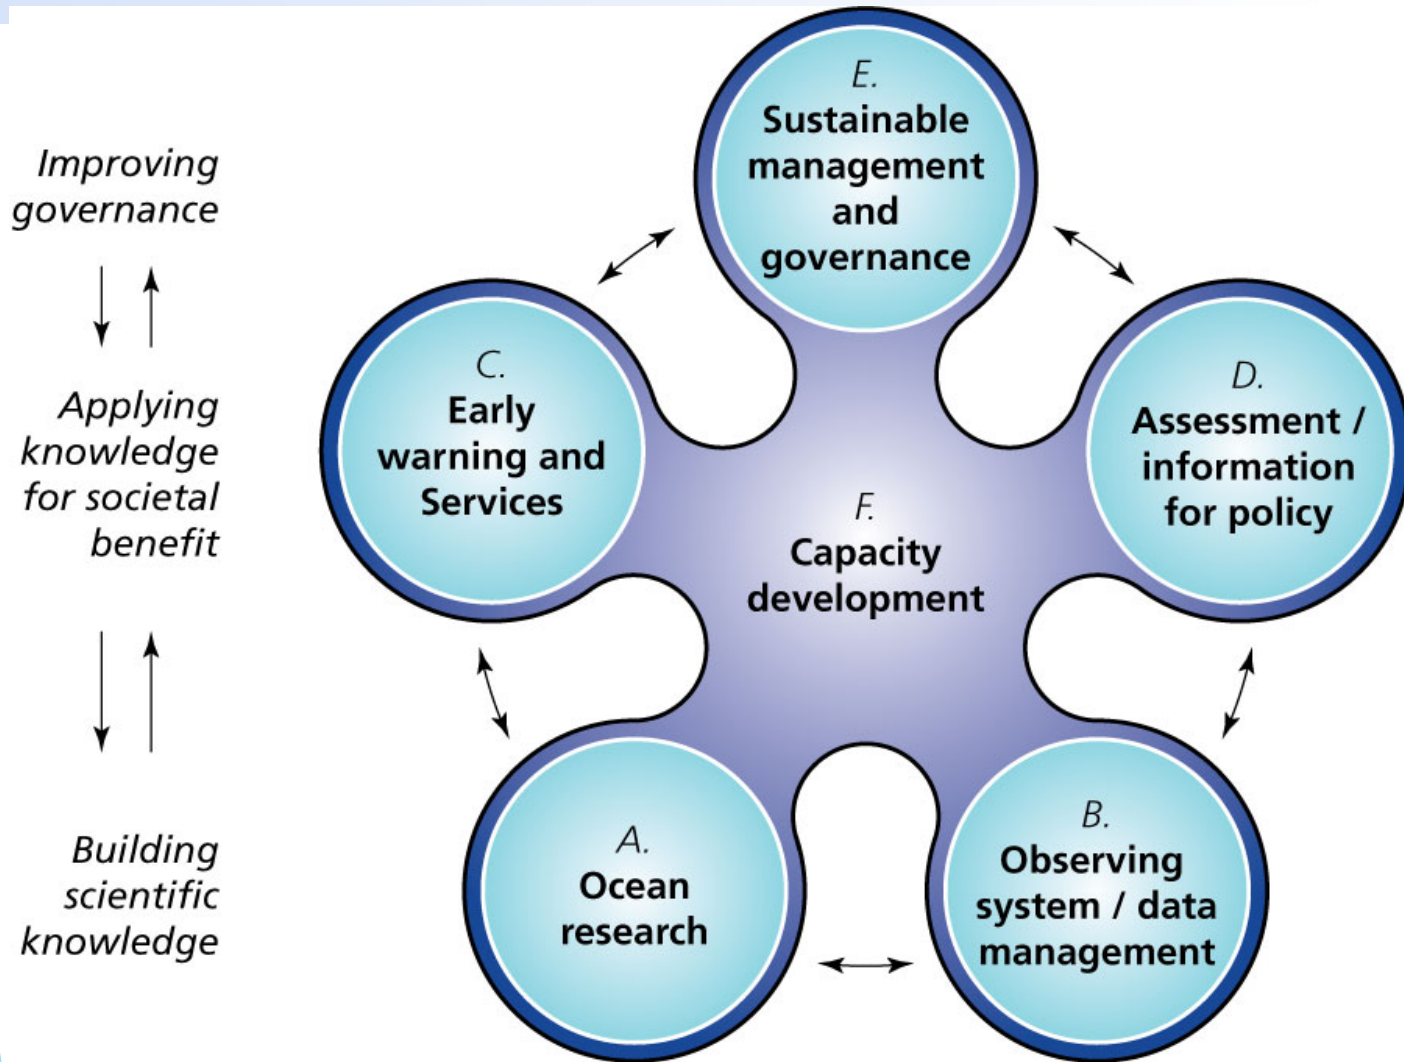 Improving
governance
Applying
knowledge
for societal
benefit
Building
scientific
knowledge
E.
Sustainable
management
and
governance
C.
Early
warning and
Services
D.
Assessment /
information
for policy
F.
Capacity
development
A.
Ocean
research
B.
Observing
system / data
management